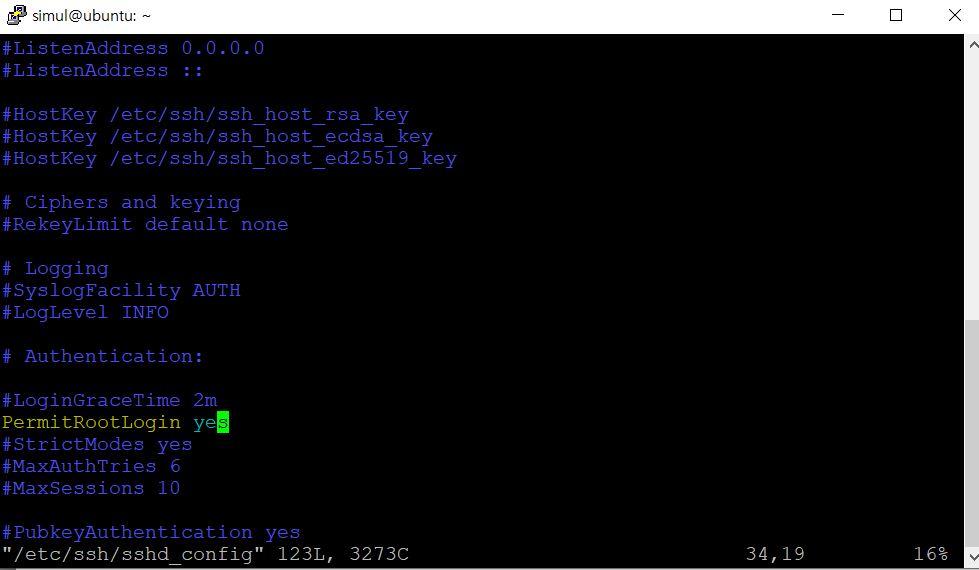 simul@ubuntu: ~
#ListenAddress 0.0.0.0
#ListenAddress ::
#HostKey /etc/ssh/ssh_host_rsa_key
#HostKey /etc/ssh/ssh_host_ecdsa_key
#HostKey /etc/ssh/ssh_host_ed25519_key
# Ciphers and keying
#RekeyLimit default none
# Logging
#SyslogFacility AUTH
#LogLevel INFO
# Authentication:
#LoginGraceTime 2m
PermitRootLogin yes
#StrictModes yes
#MaxAuthTries 6
#MaxSessions 10
#PubkeyAuthentication yes
"/etc/ssh/sshd_config" 123L, 3273C 34,19 16%